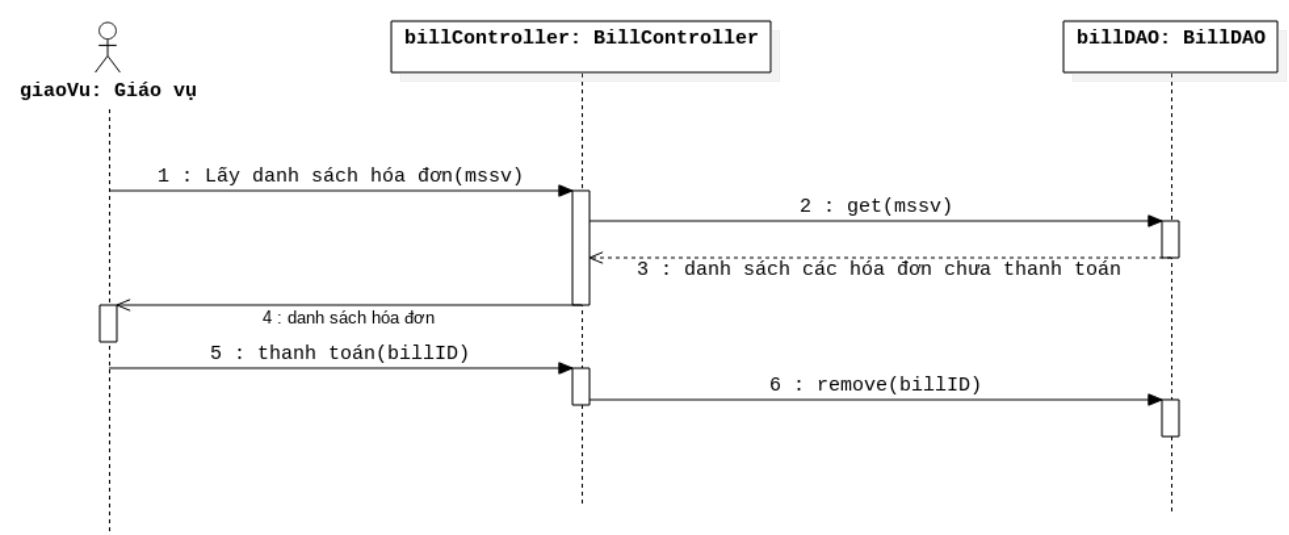 giaoVu: Giáo vụ
billController: BillController
billDAO: BillDAO
1 : Lấy danh sách hóa đơn(mssv)
2 : get(mssv)
3 : danh sách các hóa đơn chưa thanh toán
4 : danh sách hóa đơn
5 : thanh toán(billID)
6 : remove(billID)